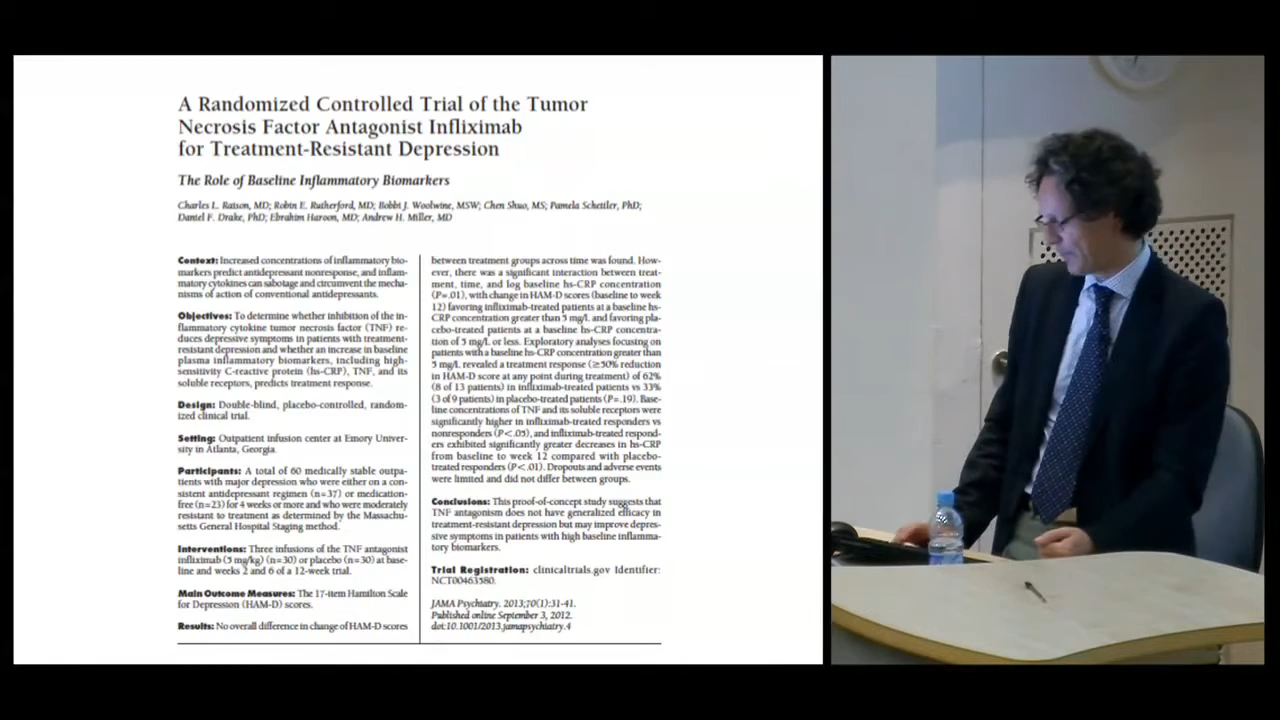 A Randomized Controlled Trial of the Tumor
Necrosis Factor Antagonist Infliximab
for Treatment-Resistant Depression
The Role of Baseline Inflammatory Biomarkers
Charles L. Raison, MD; Robin E. Rutherford, MD; Bobbi J. Woolwine, MSW; Chen Shuo, MS; Pamela Schettler, PhD;
Daniel F. Drake, PhD; Ebrahim Haroon, MD; Andrew H. Miller, MD
Context: Increased concentrations of inflammatory bio-
markers predict antidepressant nonresponse, and inflam-
matory cytokines can sabotage and circumvent the mecha-
nisms of action of conventional antidepressants.
Objectives: To determine whether inhibition of the in-
flammatory cytokine tumor necrosis factor (TNF) re-
duces depressive symptoms in patients with treatment-
resistant depression and whether an increase in baseline
plasma inflammatory biomarkers, including high-
sensitivity C-reactive protein (hs-CRP), TNF, and its
soluble receptors, predicts treatment response.
Design: Double-blind, placebo-controlled, random-
ized clinical trial.
Setting: Outpatient infusion center at Emory Univer-
sity in Atlanta, Georgia.
Participants: A total of 60 medically stable outpa-
tients with major depression who were either on a con-
sistent antidepressant regimen (n=37) or medication-
free (n=23) for 4 weeks or more and who were moderately
resistant to treatment as determined by the Massachu-
setts General Hospital Staging method.
Interventions: Three infusions of the TNF antagonist
infliximab (5 mg/kg) (n=30) or placebo (n=30) at base-
line and weeks 2 and 6 of a 12-week trial.
Main Outcome Measures: The 17-item Hamilton Scale
for Depression (HAM-D) scores.
Results: No overall difference in change of HAM-D scores
between treatment groups across time was found. How-
ever, there was a significant interaction between treat-
ment, time, and log baseline hs-CRP concentration
(P=.01), with change in HAM-D scores (baseline to week
12) favoring infliximab-treated patients at a baseline hs-
CRP concentration greater than 5 mg/L and favoring pla-
cebo-treated patients at a baseline hs-CRP concentra-
tion of 5 mg/L or less. Exploratory analyses focusing on
patients with a baseline hs-CRP concentration greater than
5 mg/L revealed a treatment response (≥50% reduction
in HAM-D score at any point during treatment) of 62%
(8 of 13 patients) in infliximab-treated patients vs 33%
(3 of 9 patients) in placebo-treated patients (P=.19). Base-
line concentrations of TNF and its soluble receptors were
significantly higher in infliximab-treated responders vs
nonresponders (P<.05), and infliximab-treated respond-
ers exhibited significantly greater decreases in hs-CRP
from baseline to week 12 compared with placebo-
treated responders (P<.01). Dropouts and adverse events
were limited and did not differ between groups.
Conclusions: This proof-of-concept study suggests that
TNF antagonism does not have generalized efficacy in
treatment-resistant depression but may improve depres-
sive symptoms in patients with high baseline inflamma-
tory biomarkers.
Trial Registration: clinicaltrials.gov Identifier:
NCT00463580.
JAMA Psychiatry. 2013;70(1):31-41.
Published online September 3, 2012.
doi:10.1001/2013.jamapsychiatry.4